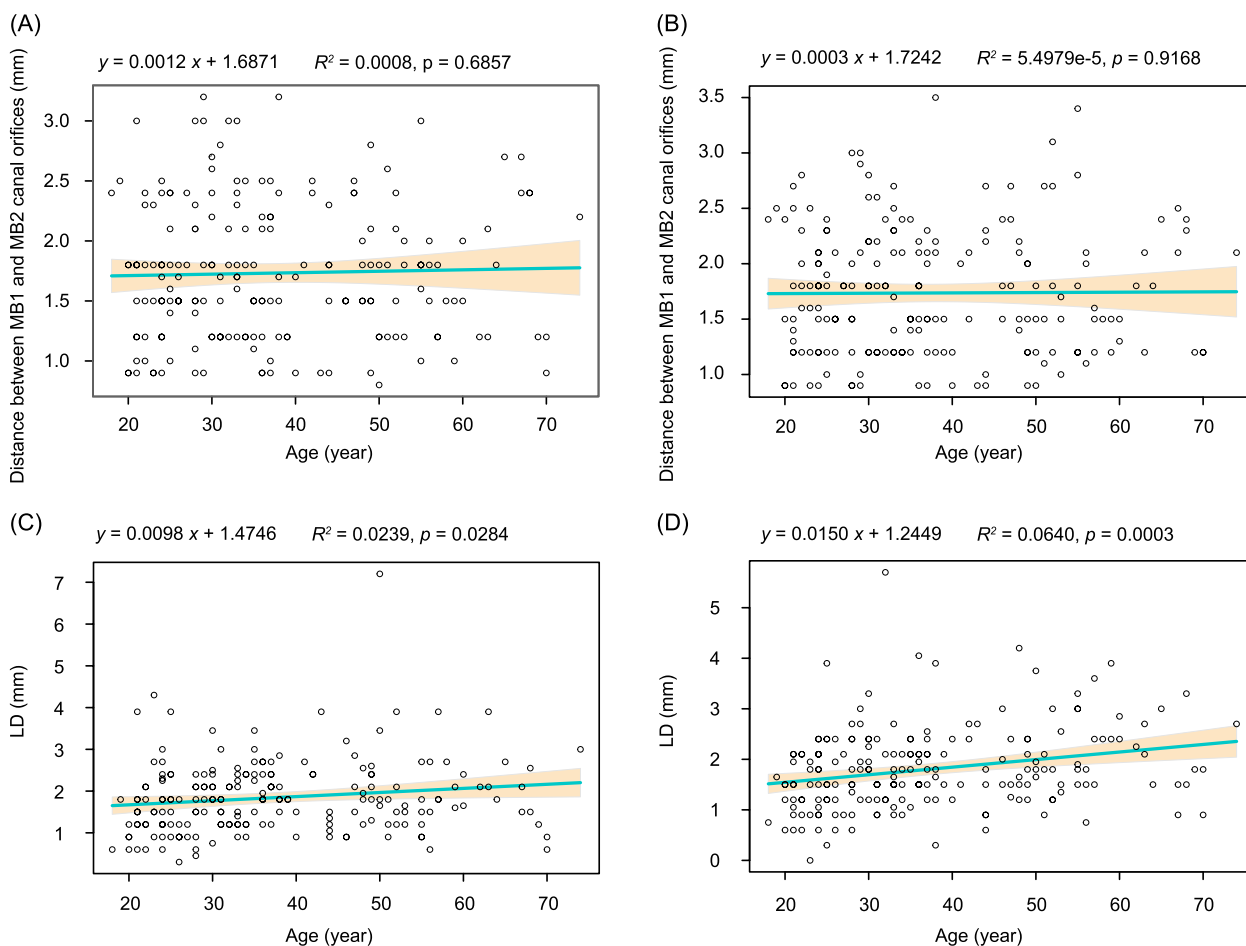 (A)
y = 0.0012 x + 1.6871 R² = 0.0008, p = 0.6857
Distance between MB1 and MB2 canal orifices (mm)
3.0
2.5
2.0
1.5
1.0
20 30 40 50 60 70
Age (year)
(B)
y = 0.0003 x + 1.7242 R² = 5.4979e-5, p = 0.9168
Distance between MB1 and MB2 canal orifices (mm)
3.5
3.0
2.5
2.0
1.5
1.0
20 30 40 50 60 70
Age (year)
(C)
y = 0.0098 x + 1.4746 R² = 0.0239, p = 0.0284
LD (mm)
7
6
5
4
3
2
1
20 30 40 50 60 70
Age (year)
(D)
y = 0.0150 x + 1.2449 R² = 0.0640, p = 0.0003
LD (mm)
5
4
3
2
1
0
20 30 40 50 60 70
Age (year)